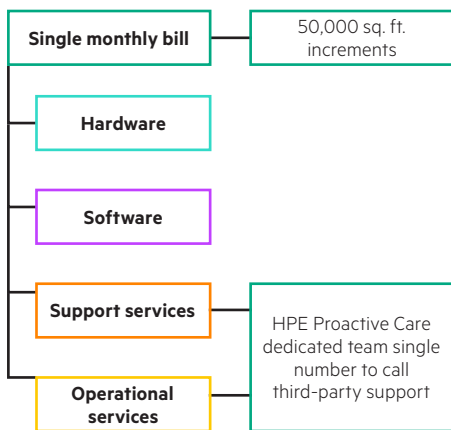 Single monthly bill
50,000 sq. ft.
increments
Hardware
Software
Support services
HPE Proactive Care
dedicated team single
number to call
third-party support
Operational
services